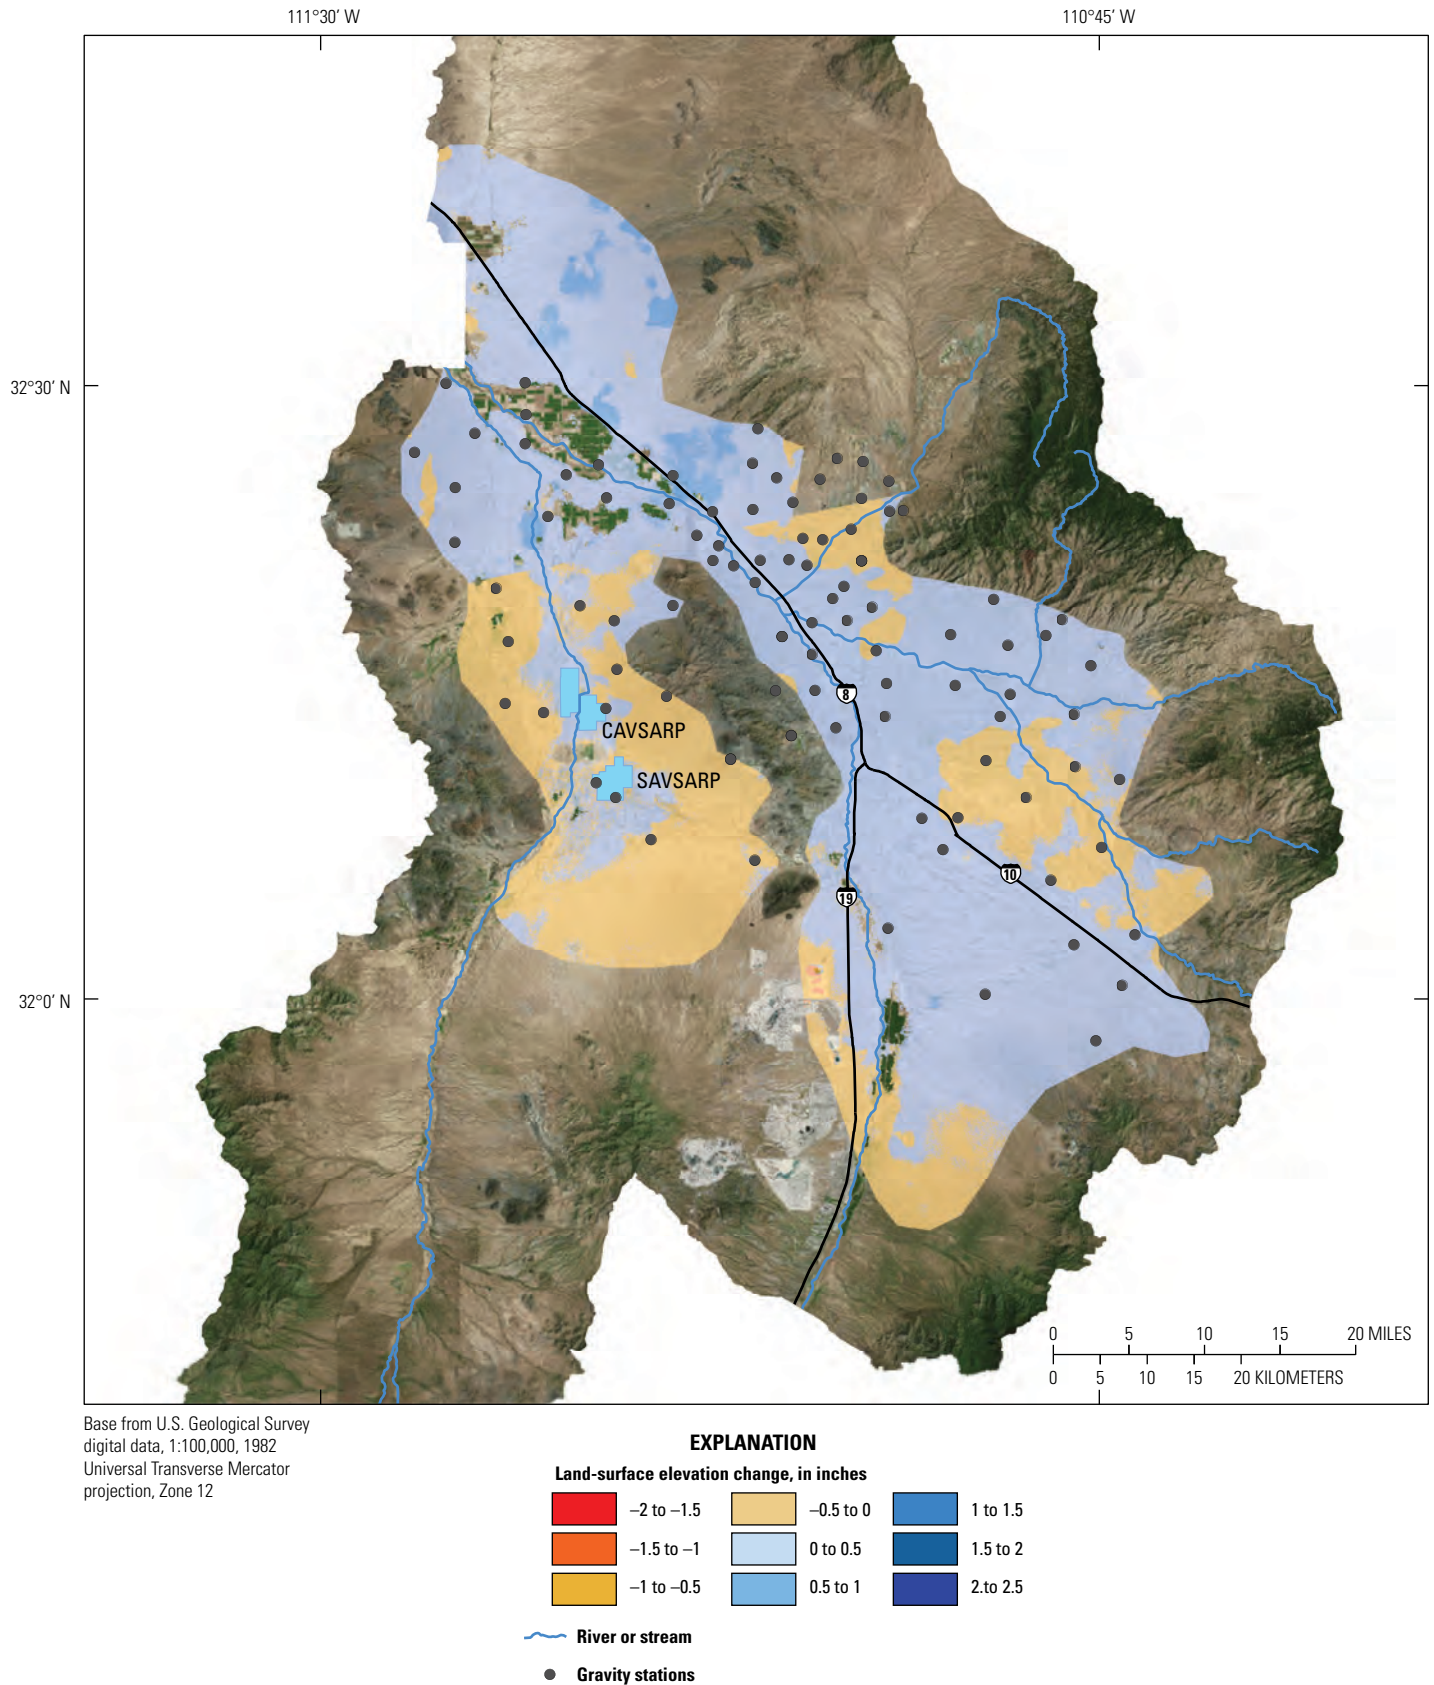 111°30' W
110°45' W
32°30' N
32°0' N
8
CAVSARP
SAVSARP
10
19
0 5 10 15 20 MILES
0 5 10 15 20 KILOMETERS
Base from U.S. Geological Survey
digital data, 1:100,000, 1982
Universal Transverse Mercator
projection, Zone 12
EXPLANATION
Land-surface elevation change, in inches
–2 to –1.5
–0.5 to 0
1 to 1.5
–1.5 to –1
0 to 0.5
1.5 to 2
–1 to –0.5
0.5 to 1
2.to 2.5
River or stream
Gravity stations